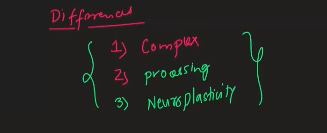 Differences
1) Complex
2) processing
3) Neuroplasticity